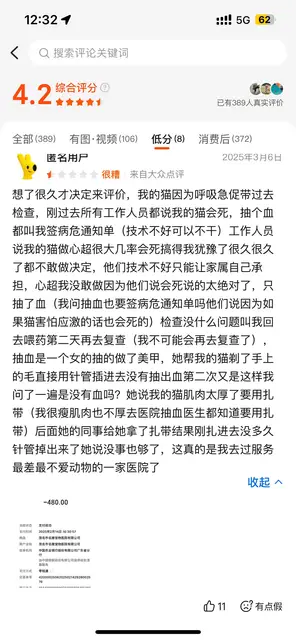 12:32
5G
62
搜索评论关键词
4.2
综合评分
已有389人真实评价
全部 (389) 有图·视频 (106) 低分 (8) 消费后 (372)
匿名用户
2025年3月6日
很糟 来自大众点评
想了很久才决定来评价，我的猫因为呼吸急促带过去
检查，刚过去所有工作人员都说我的猫会死，抽个血
都叫我签病危通知单（技术不好可以不干）工作人员
说我的猫做心超很大几率会死搞得我犹豫了很久很久
了都不敢做决定，他们技术不好只能让家属自己承
担，心超我没敢做因为他们说会死说的太绝对了，只
抽了血（我问抽血也要签病危通知单吗他们说因为如
果猫害怕应激的话也会死的）检查没什么问题叫我回
去喂药第二天再去复查（我不可能会再去复查了），
抽血是一个女的抽的做了美甲，她帮我的猫剃了手上
的毛直接用针管插进去没有抽出血第二次又是这样我
问了一遍是没有血吗？她说我的猫肌肉太厚了要用扎
带（我很瘦肌肉也不厚去医院抽血医生都知道要用扎
带）后面她的同事给她拿了扎带结果刚扎进去没多久
针管掉出来了她说没事也够了，这真的是我去过服务
最差最不爱动物的一家医院了
收起
-480.00
11
有点假